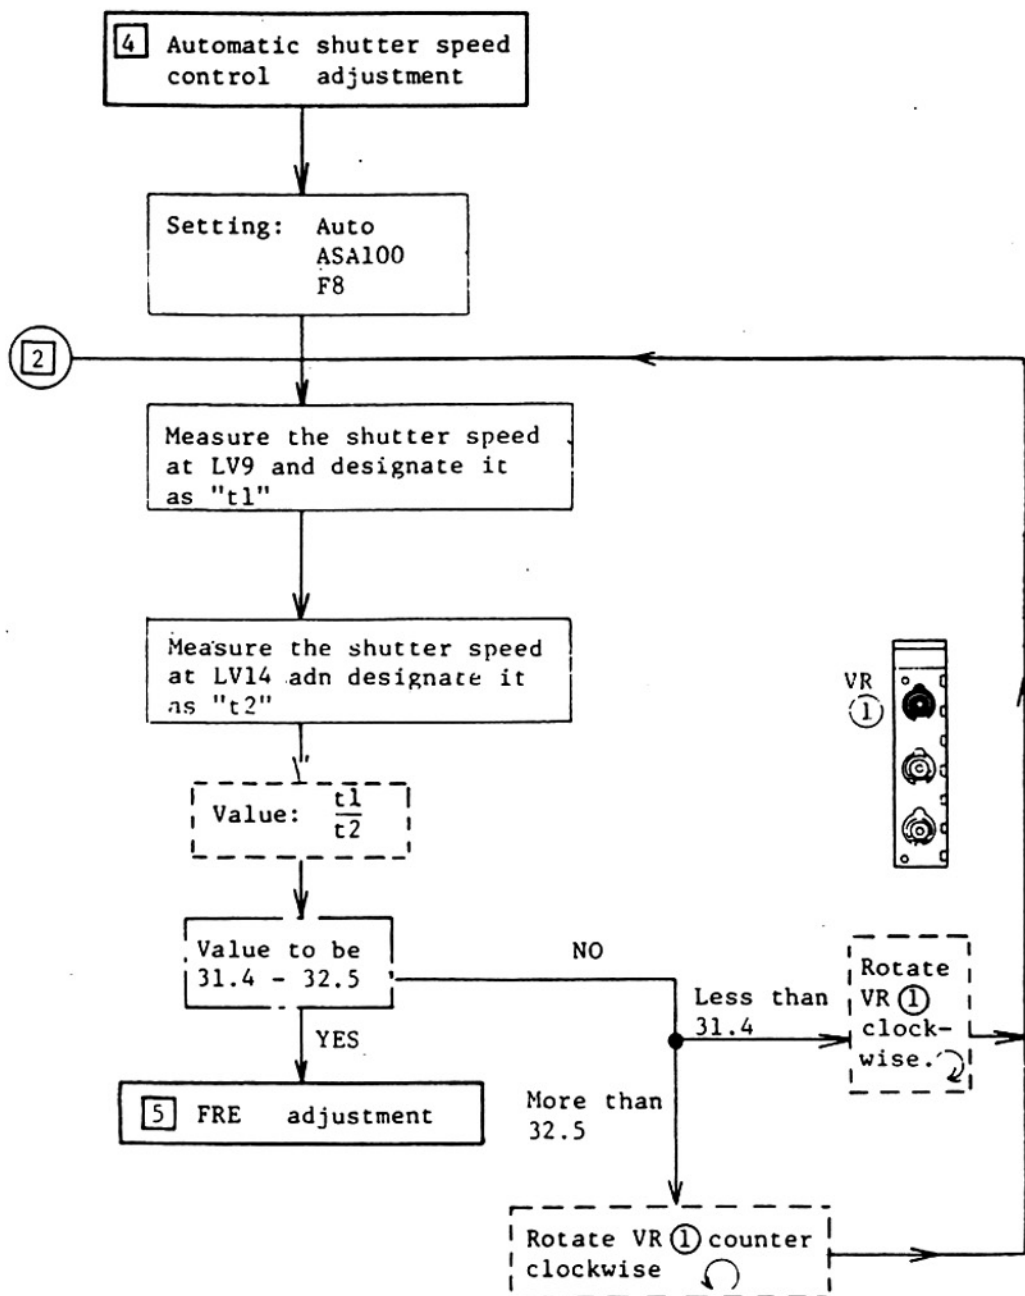 4 Automatic shutter speed
control adjustment
Setting: Auto
ASA100
F8
2
Measure the shutter speed
at LV9 and designate it
as "t1"
Measure the shutter speed
at LV14 adn designate it
as "t2"
Value: t1
t2
Value to be
31.4 - 32.5
NO
YES
5 FRE adjustment
Less than
31.4
More than
32.5
VR
1
Rotate
VR 1
clock-
wise.
Rotate VR 1 counter
clockwise